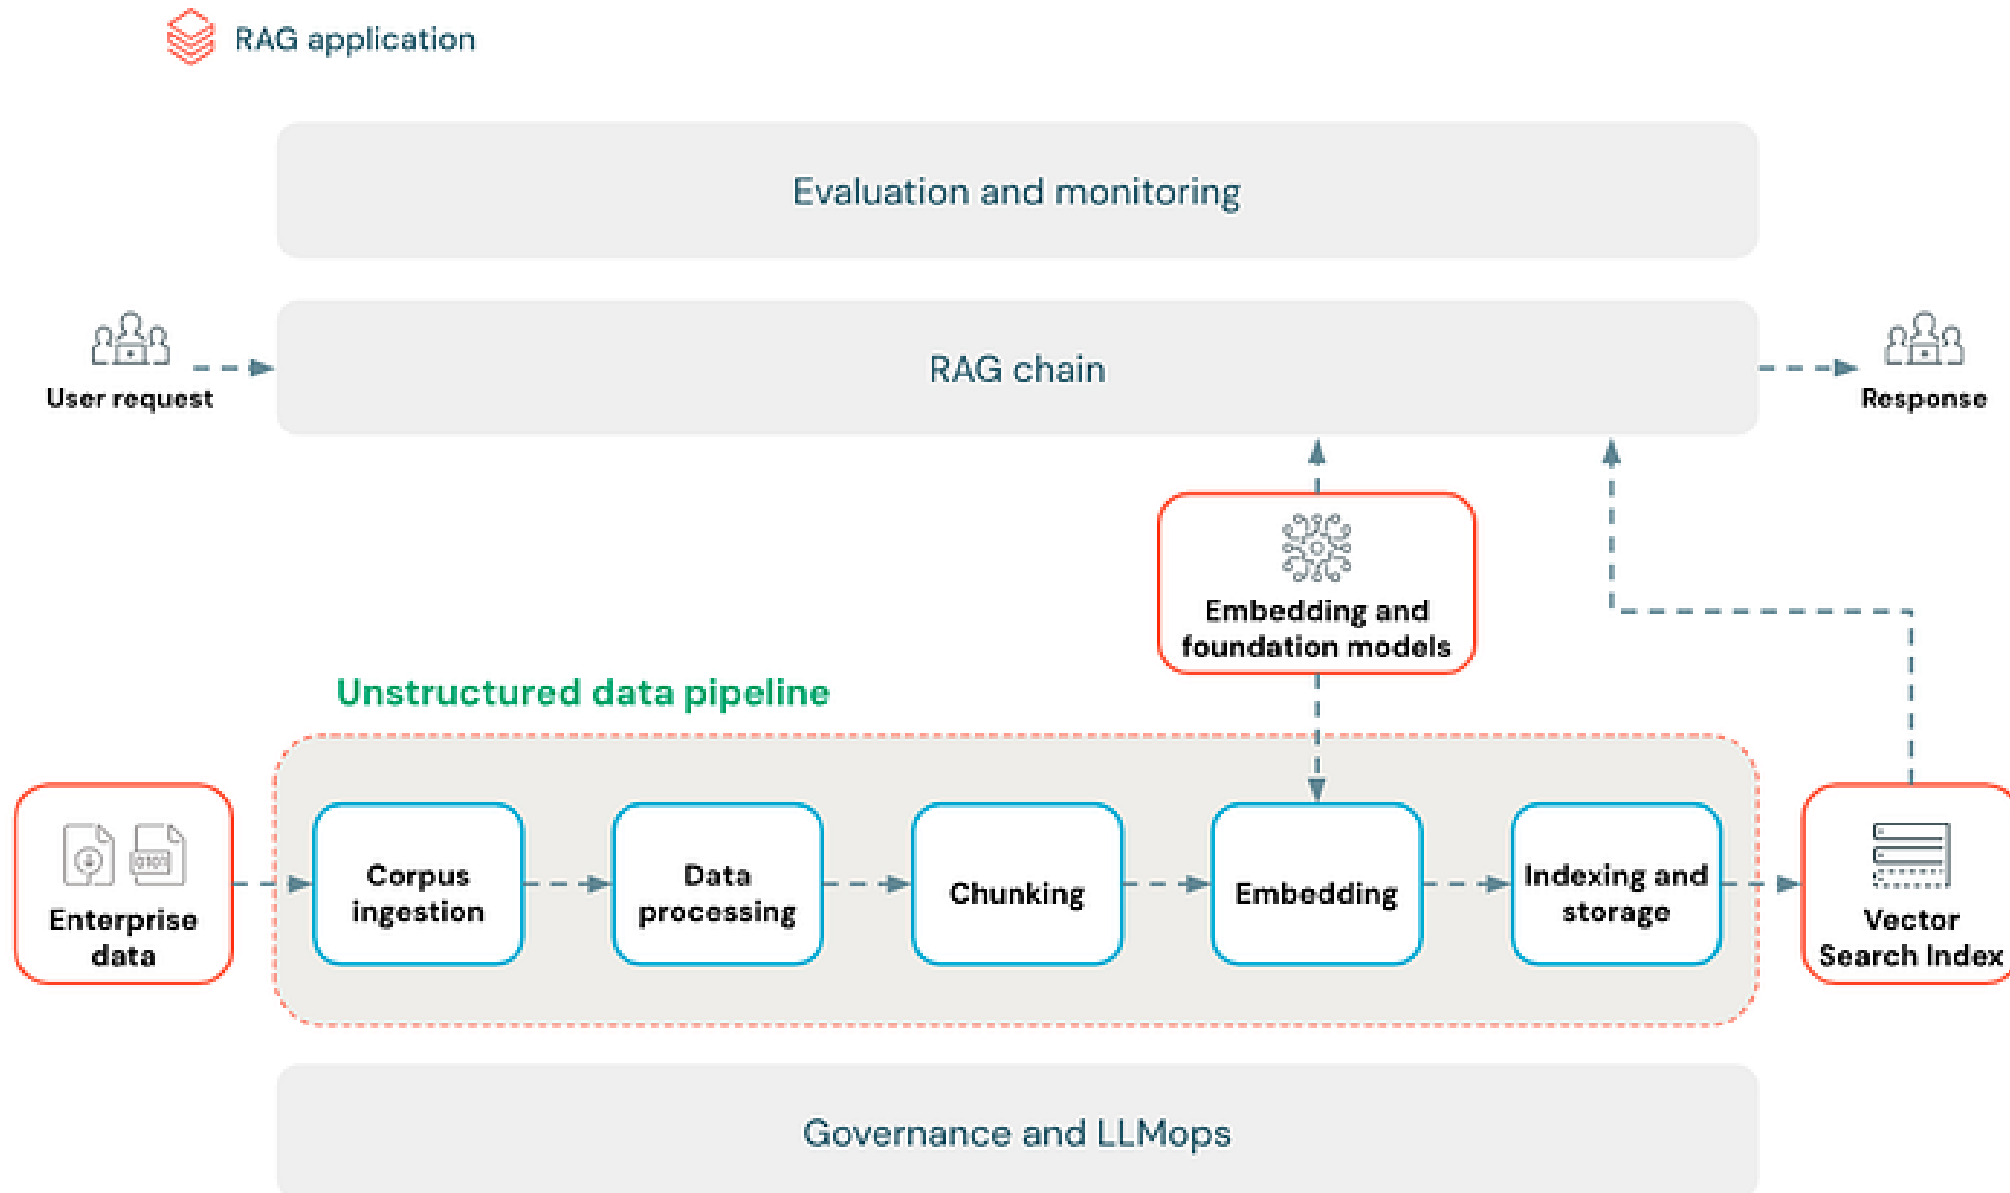 RAG application
Evaluation and monitoring
User request
RAG chain
Response
Embedding and
foundation models
Unstructured data pipeline
Enterprise
data
0101
Corpus
ingestion
Data
processing
Chunking
Embedding
Indexing and
storage
Vector
Search Index
Governance and LLMops